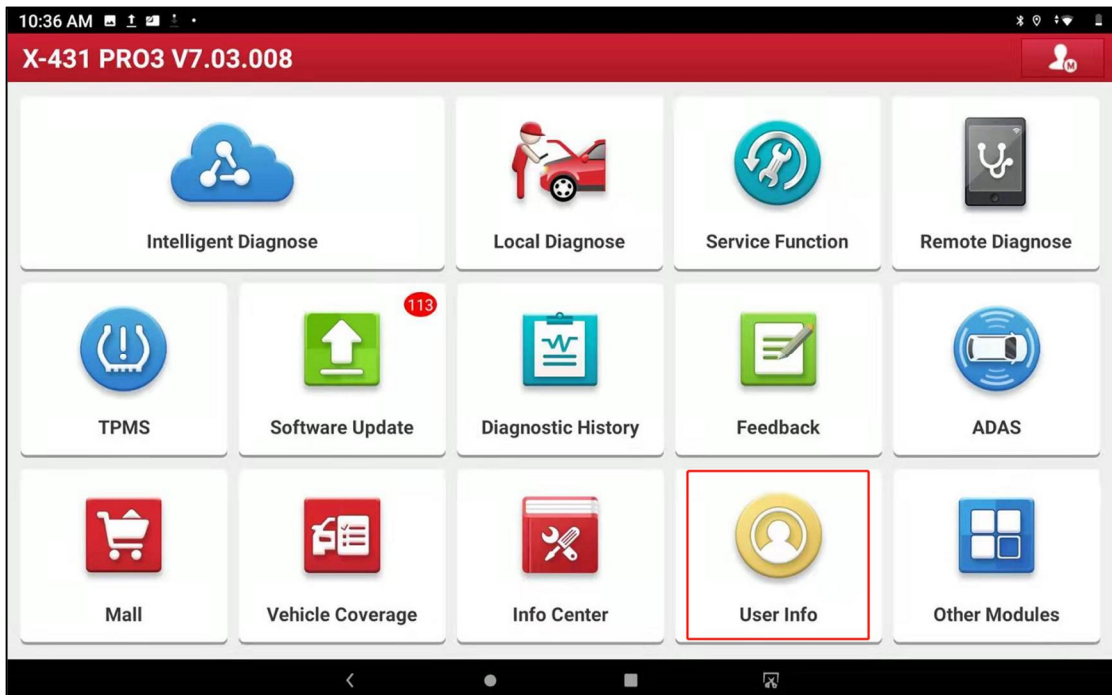 10:36 AM
X-431 PRO3 V7.03.008
M
Intelligent Diagnose
Local Diagnose
Service Function
Remote Diagnose
113
TPMS
Software Update
Diagnostic History
Feedback
ADAS
Mall
Vehicle Coverage
Info Center
User Info
Other Modules